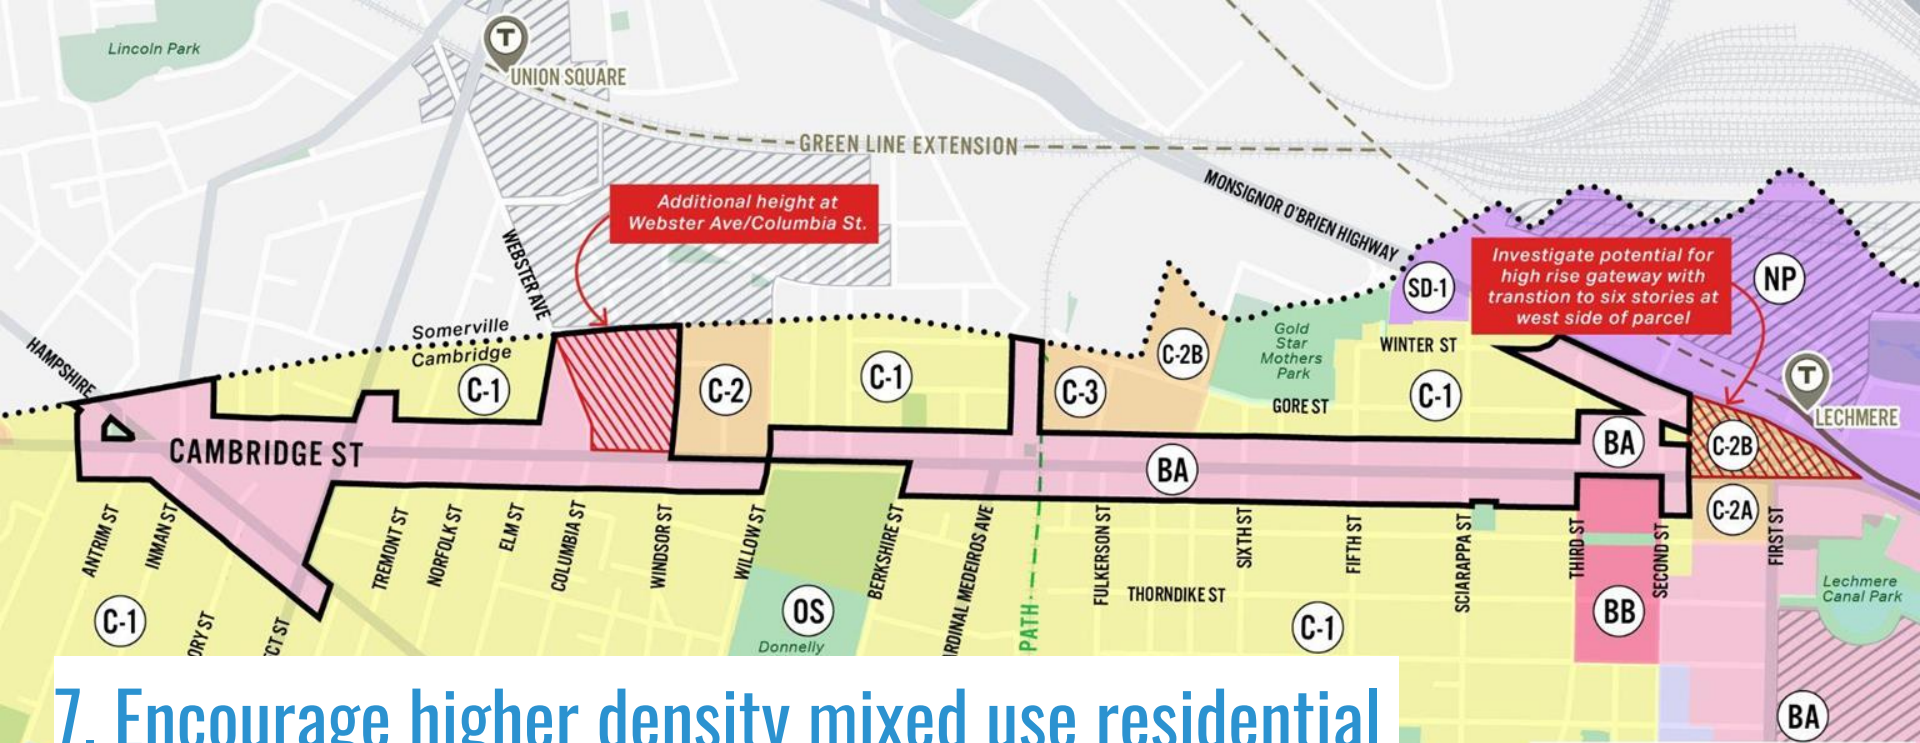 Lincoln Park
T
UNION SQUARE
GREEN LINE EXTENSION
MONSIGNOR O'BRIEN HIGHWAY
Additional height at
Webster Ave/Columbia St.
WEBSTER AVE
Investigate potential for
high rise gateway with
transtion to six stories at
west side of parcel
NP
SD-1
T
LECHMERE
Somerville
Cambridge
HAMPSHIRE
C-1
C-2
C-1
C-3
C-2B
Gold
Star
Mothers
Park
WINTER ST
GORE ST
C-1
CAMBRIDGE ST
BA
BA
C-2B
C-2A
ANTRIM ST
INMAN ST
TREMONT ST
NORFOLK ST
ELM ST
COLUMBIA ST
WINDSOR ST
WILLOW ST
BERKSHIRE ST
PATH
FULKERSON ST
SIXTH ST
FIFTH ST
SCIARAPPA ST
THIRD ST
SECOND ST
FIRST ST
THORNDIKE ST
C-1
OS
Donnelly
C-1
BB
Lechmere
Canal Park
BA
7. Encourage higher density mixed use residential